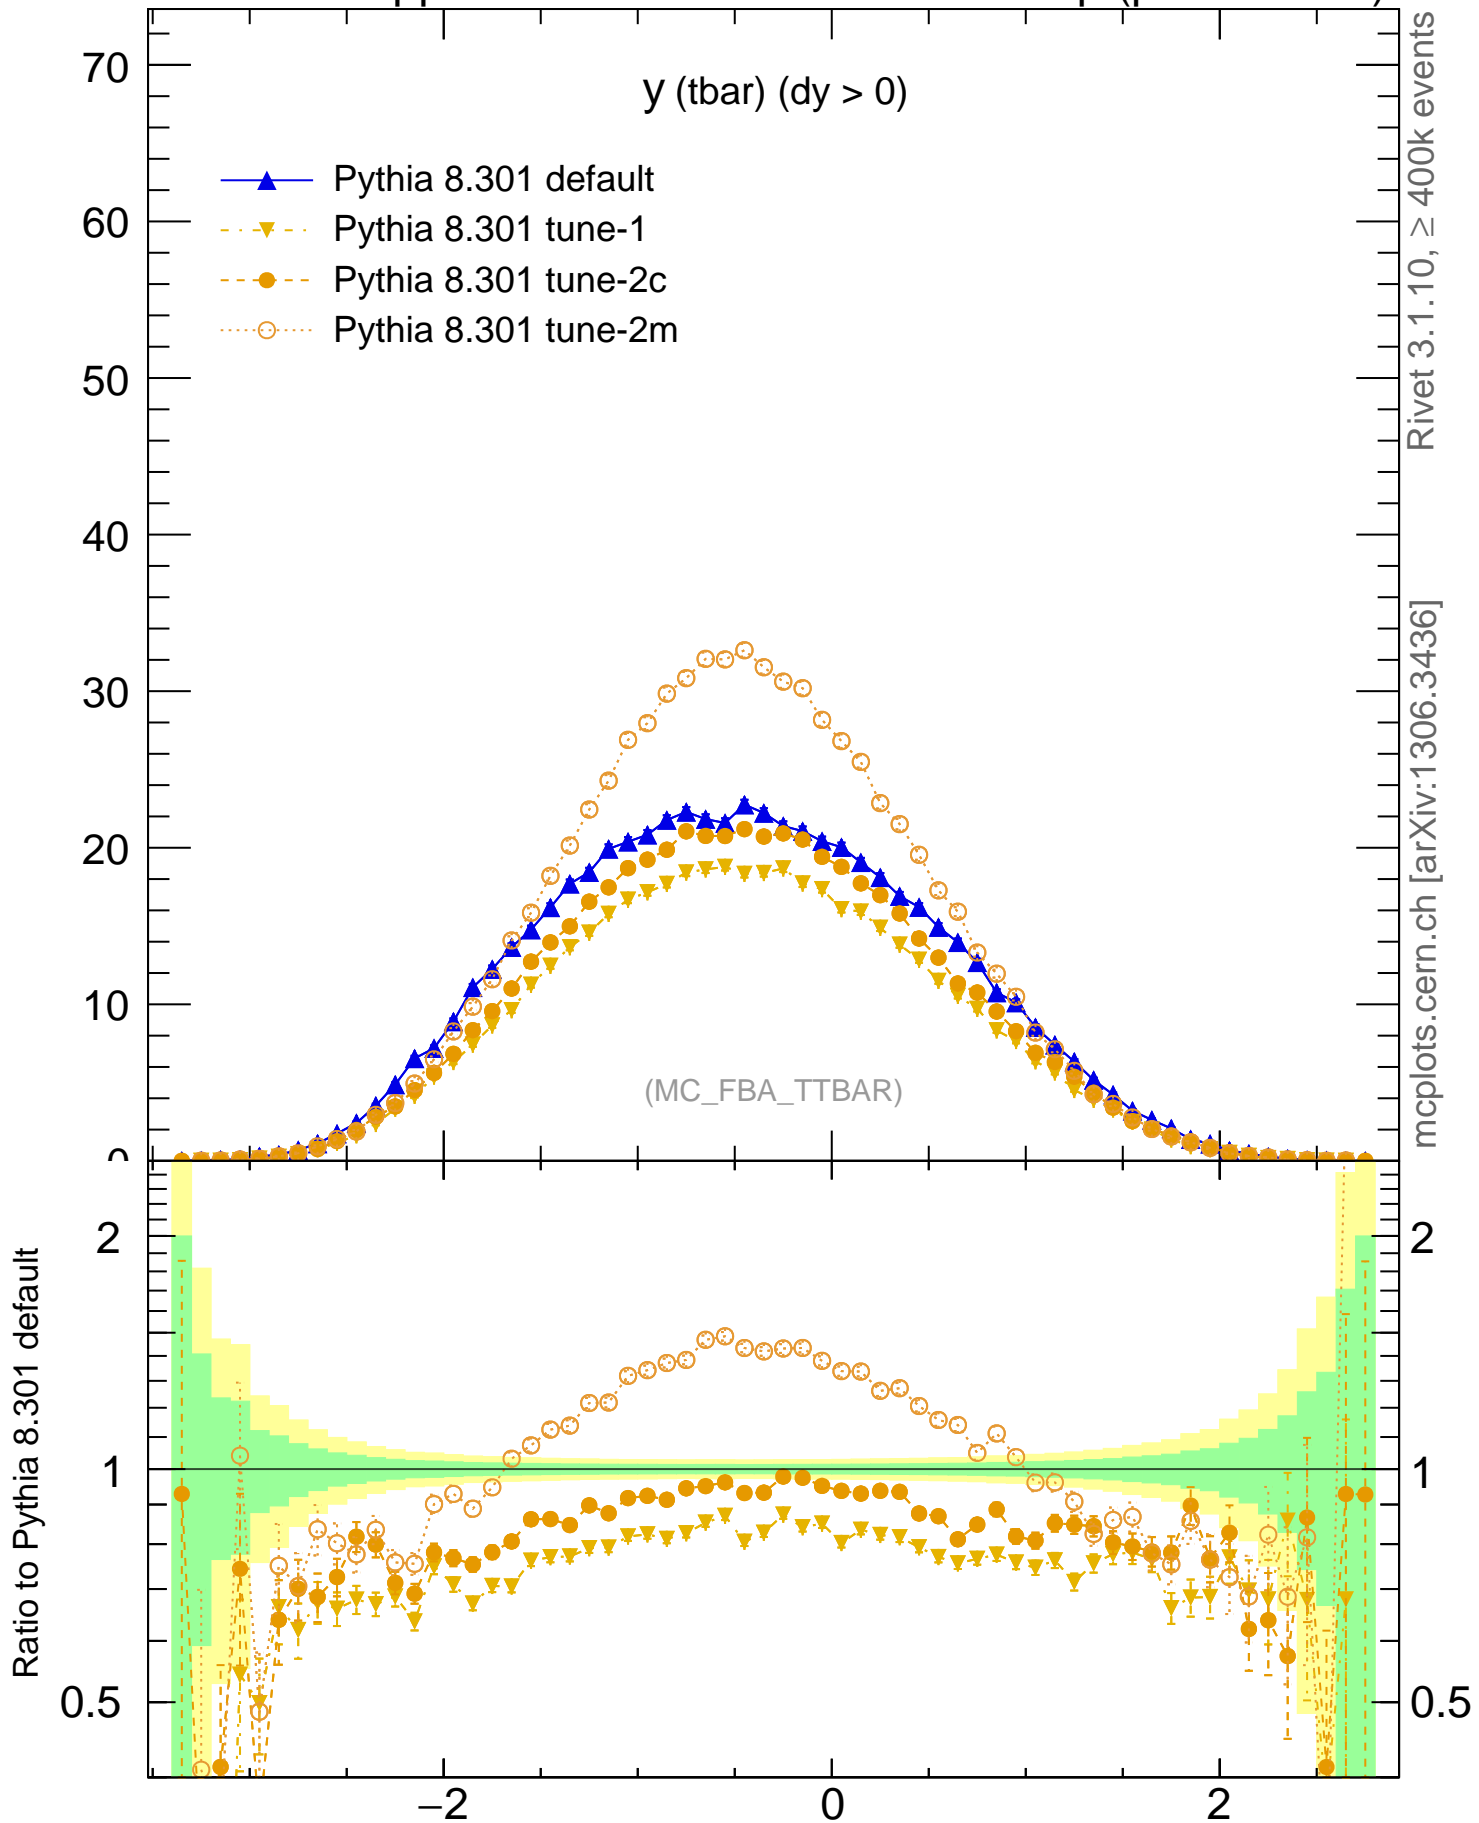 y (tbar) (dy > 0)
Pythia 8.301 default
Pythia 8.301 tune-1
Pythia 8.301 tune-2c
Pythia 8.301 tune-2m
70
60
50
40
30
20
10
0
(MC_FBA_TTBAR)
Rivet 3.1.10, ≥ 400k events
mcplots.cern.ch [arXiv:1306.3436]
Ratio to Pythia 8.301 default
2
1
0.5
2
1
0.5
−2
0
2